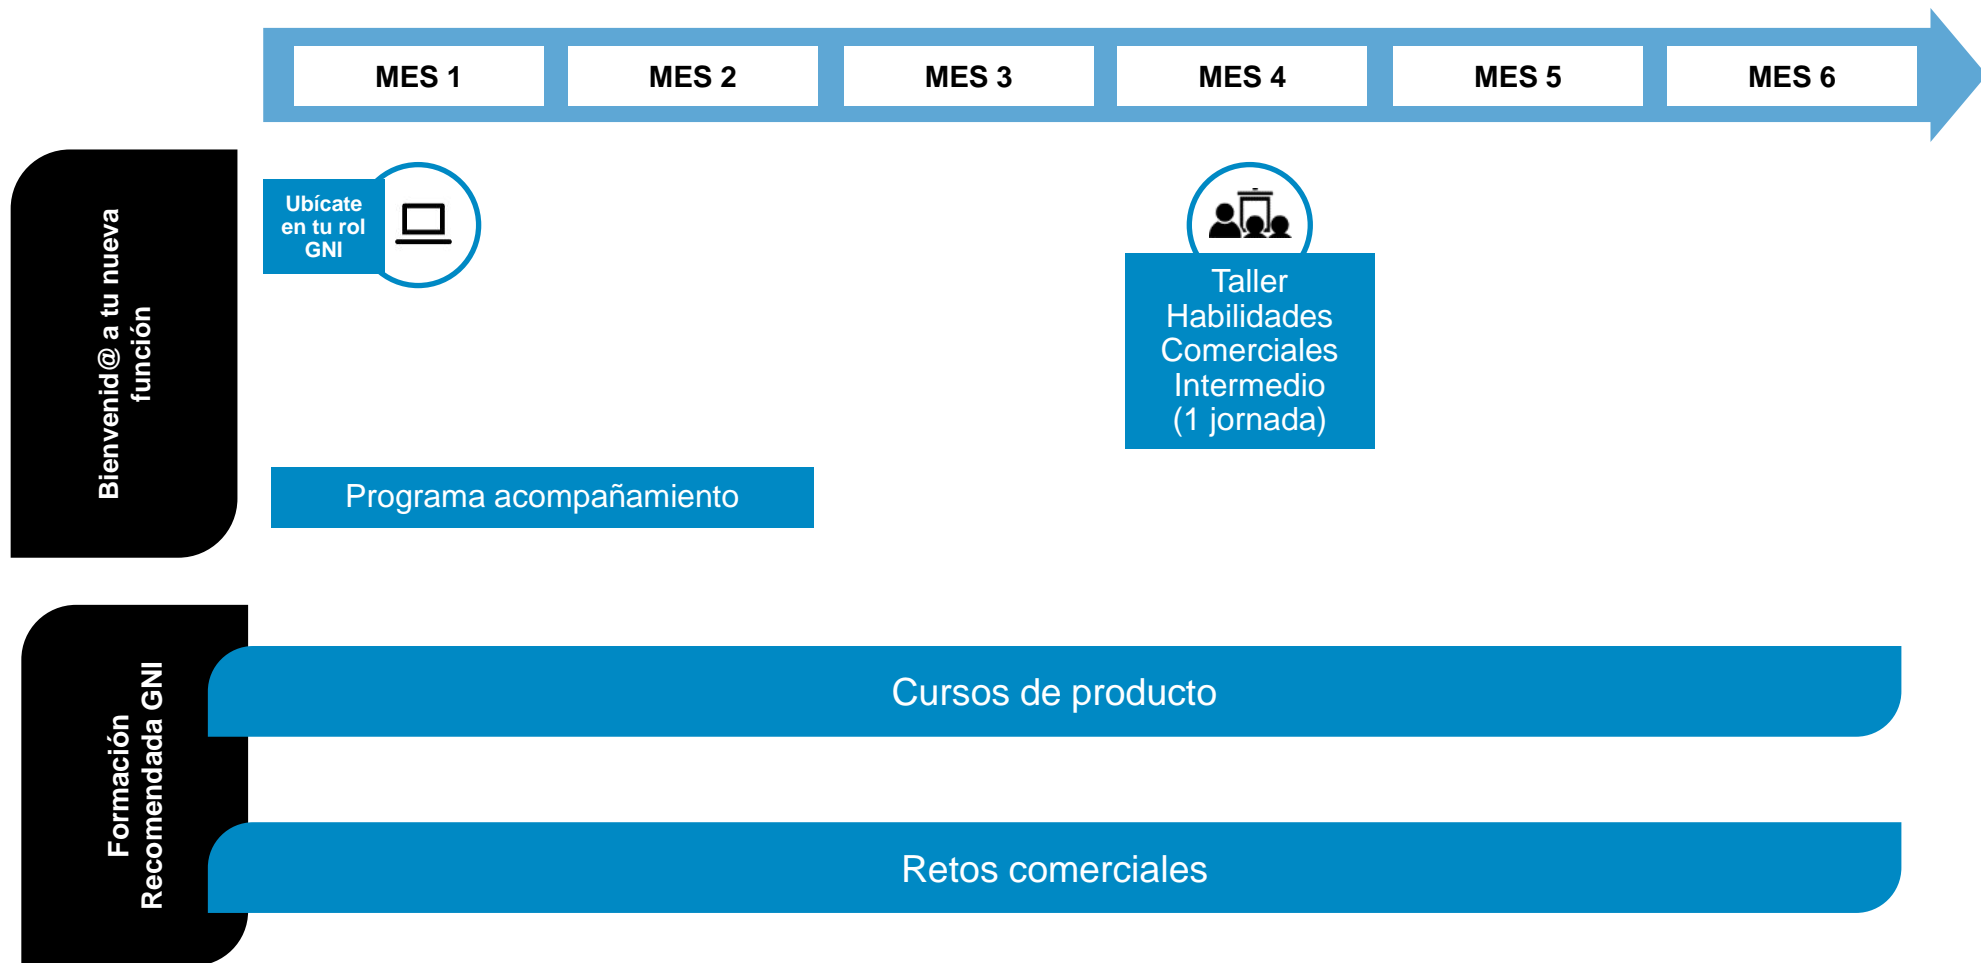 MES 1
MES 2
MES 3
MES 4
MES 5
MES 6
Bienvenid@ a tu nueva
función
Ubícate
en tu rol
GNI
Taller
Habilidades
Comerciales
Intermedio
(1 jornada)
Programa acompañamiento
Formación
Recomendada GNI
Cursos de producto
Retos comerciales